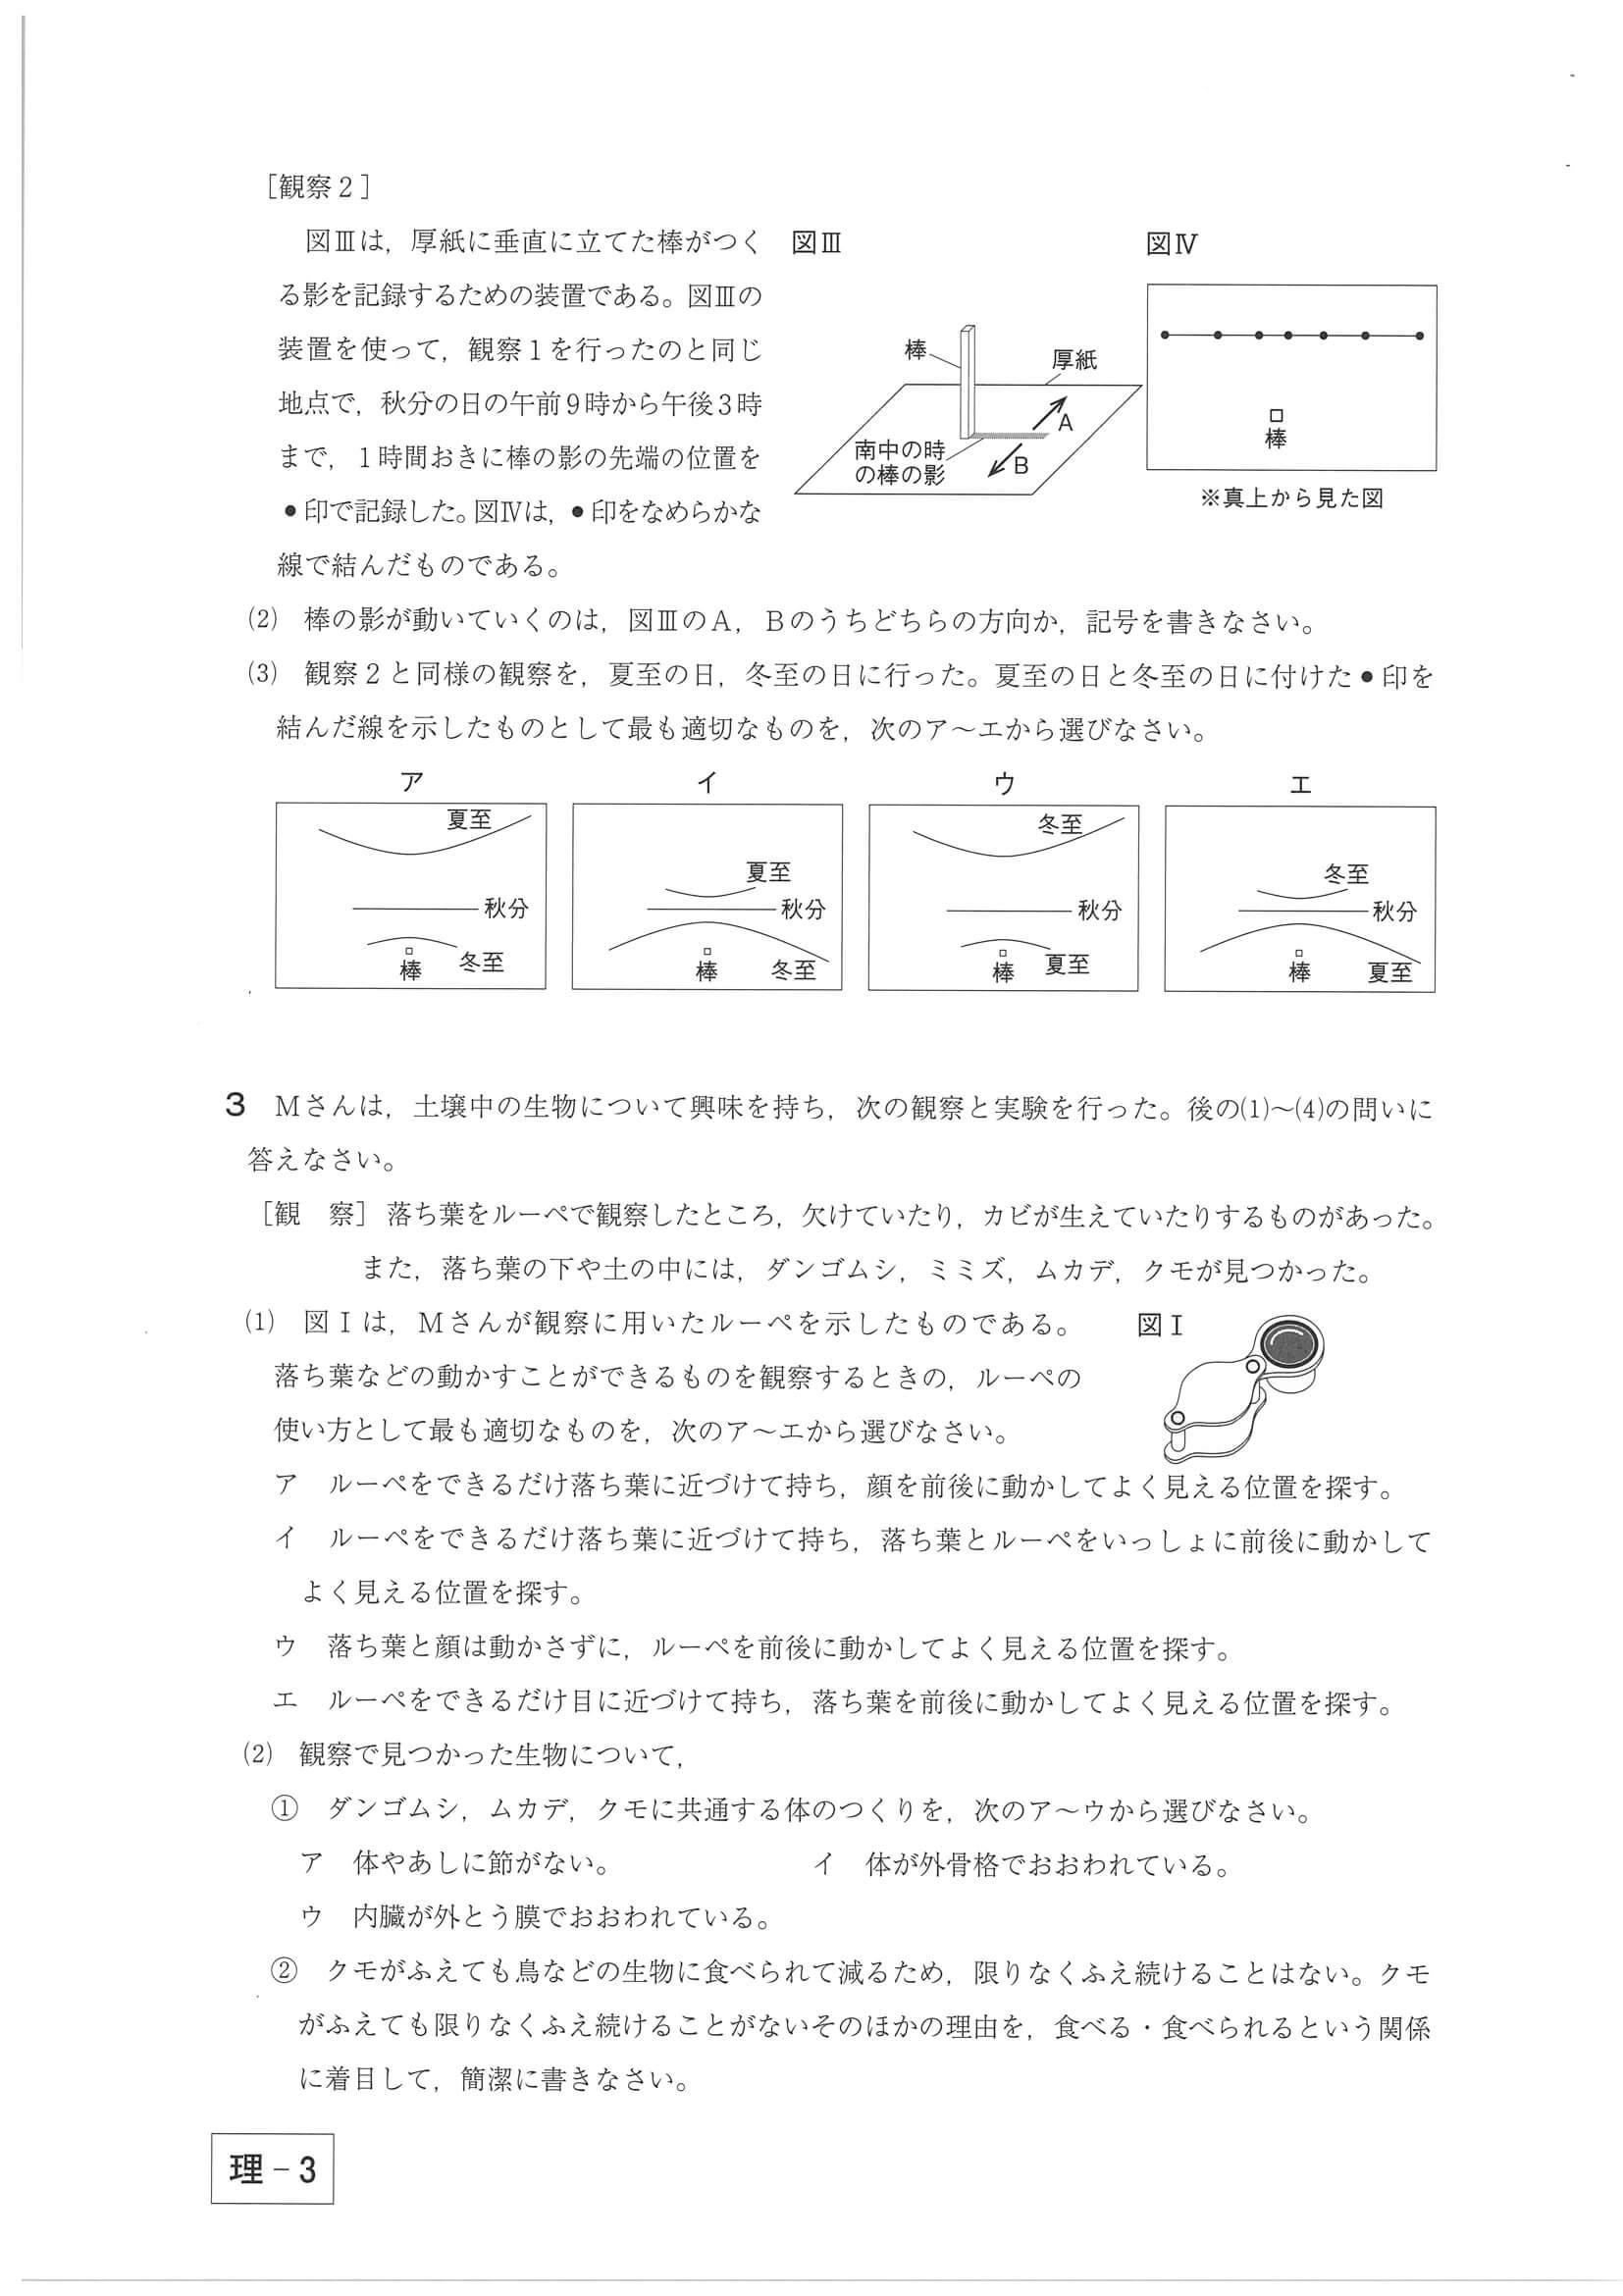 ［観察２］
図Ⅲは，厚紙に垂直に立てた棒がつく
る影を記録するための装置である。図Ⅲの
装置を使って，観察１を行ったのと同じ
地点で，秋分の日の午前９時から午後３時
まで，１時間おきに棒の影の先端の位置を
●印で記録した。図Ⅳは，●印をなめらかな
線で結んだものである。
図Ⅲ
棒
厚紙
A
南中の時
の棒の影
B
図Ⅳ
棒
※真上から見た図
⑵　棒の影が動いていくのは，図ⅢのＡ，Ｂのうちどちらの方向か，記号を書きなさい。
⑶　観察２と同様の観察を，夏至の日，冬至の日に行った。夏至の日と冬至の日に付けた●印を
結んだ線を示したものとして最も適切なものを，次のア～エから選びなさい。
ア
夏至
秋分
棒
冬至
イ
夏至
秋分
棒
冬至
ウ
冬至
秋分
棒
夏至
エ
冬至
秋分
棒
夏至
３　Ｍさんは，土壌中の生物について興味を持ち，次の観察と実験を行った。後の⑴～⑷の問いに
答えなさい。
［観　察］落ち葉をルーペで観察したところ，欠けていたり，カビが生えていたりするものがあった。
また，落ち葉の下や土の中には，ダンゴムシ，ミミズ，ムカデ，クモが見つかった。
⑴　図Ⅰは，Ｍさんが観察に用いたルーペを示したものである。
落ち葉などの動かすことができるものを観察するときの，ルーペの
使い方として最も適切なものを，次のア～エから選びなさい。
図Ⅰ
ア　ルーペをできるだけ落ち葉に近づけて持ち，顔を前後に動かしてよく見える位置を探す。
イ　ルーペをできるだけ落ち葉に近づけて持ち，落ち葉とルーペをいっしょに前後に動かして
よく見える位置を探す。
ウ　落ち葉と顔は動かさずに，ルーペを前後に動かしてよく見える位置を探す。
エ　ルーペをできるだけ目に近づけて持ち，落ち葉を前後に動かしてよく見える位置を探す。
⑵　観察で見つかった生物について，
①　ダンゴムシ，ムカデ，クモに共通する体のつくりを，次のア～ウから選びなさい。
ア　体やあしに節がない。　イ　体が外骨格でおおわれている。
ウ　内臓が外とう膜でおおわれている。
②　クモがふえても鳥などの生物に食べられて減るため，限りなくふえ続けることはない。クモ
がふえても限りなくふえ続けることがないそのほかの理由を，食べる・食べられるという関係
に着目して，簡潔に書きなさい。
理－３